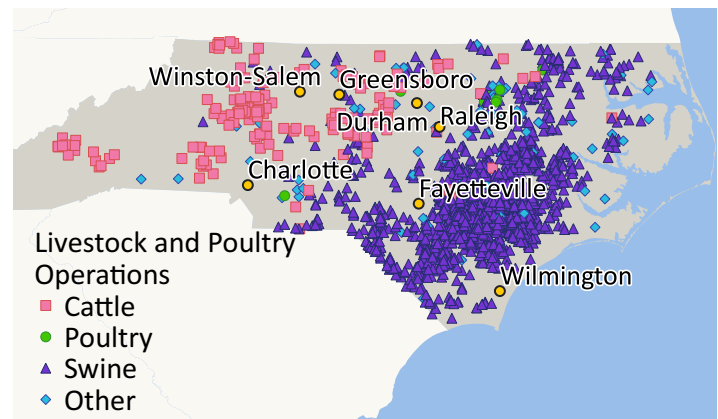 Winston-Salem
Greensboro
Durham
Raleigh
Charlotte
Fayetteville
Wilmington
Livestock and Poultry
Operations
Cattle
Poultry
Swine
Other